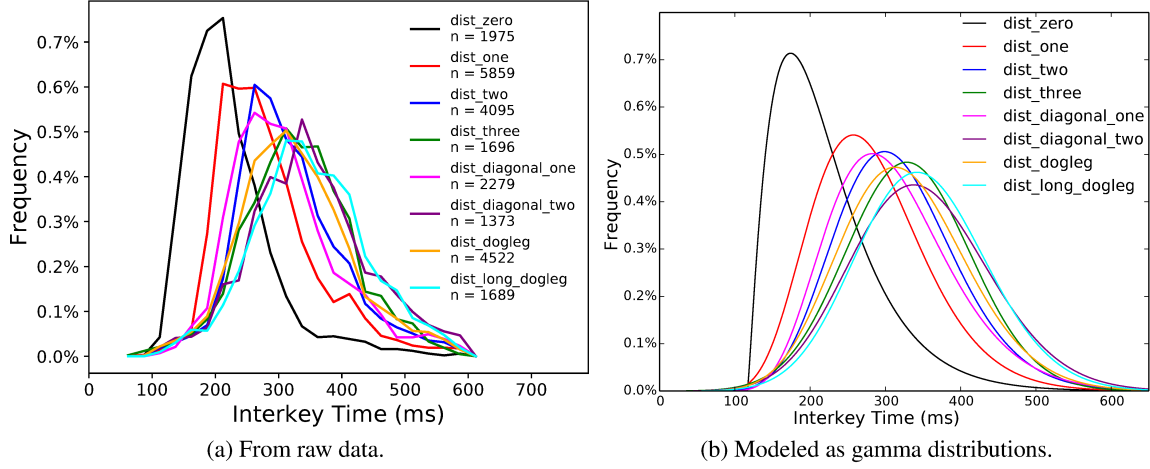 0.7%
0.6%
0.5%
0.4%
0.3%
0.2%
0.1%
0.0%
Frequency
0 100 200 300 400 500 600 700
Interkey Time (ms)
dist_zero
n = 1975
dist_one
n = 5859
dist_two
n = 4095
dist_three
n = 1696
dist_diagonal_one
n = 2279
dist_diagonal_two
n = 1373
dist_dogleg
n = 4522
dist_long_dogleg
n = 1689
(a) From raw data.
0.7%
0.6%
0.5%
0.4%
0.3%
0.2%
0.1%
0.0%
Frequency
0 100 200 300 400 500 600
Interkey Time (ms)
dist_zero
dist_one
dist_two
dist_three
dist_diagonal_one
dist_diagonal_two
dist_dogleg
dist_long_dogleg
(b) Modeled as gamma distributions.